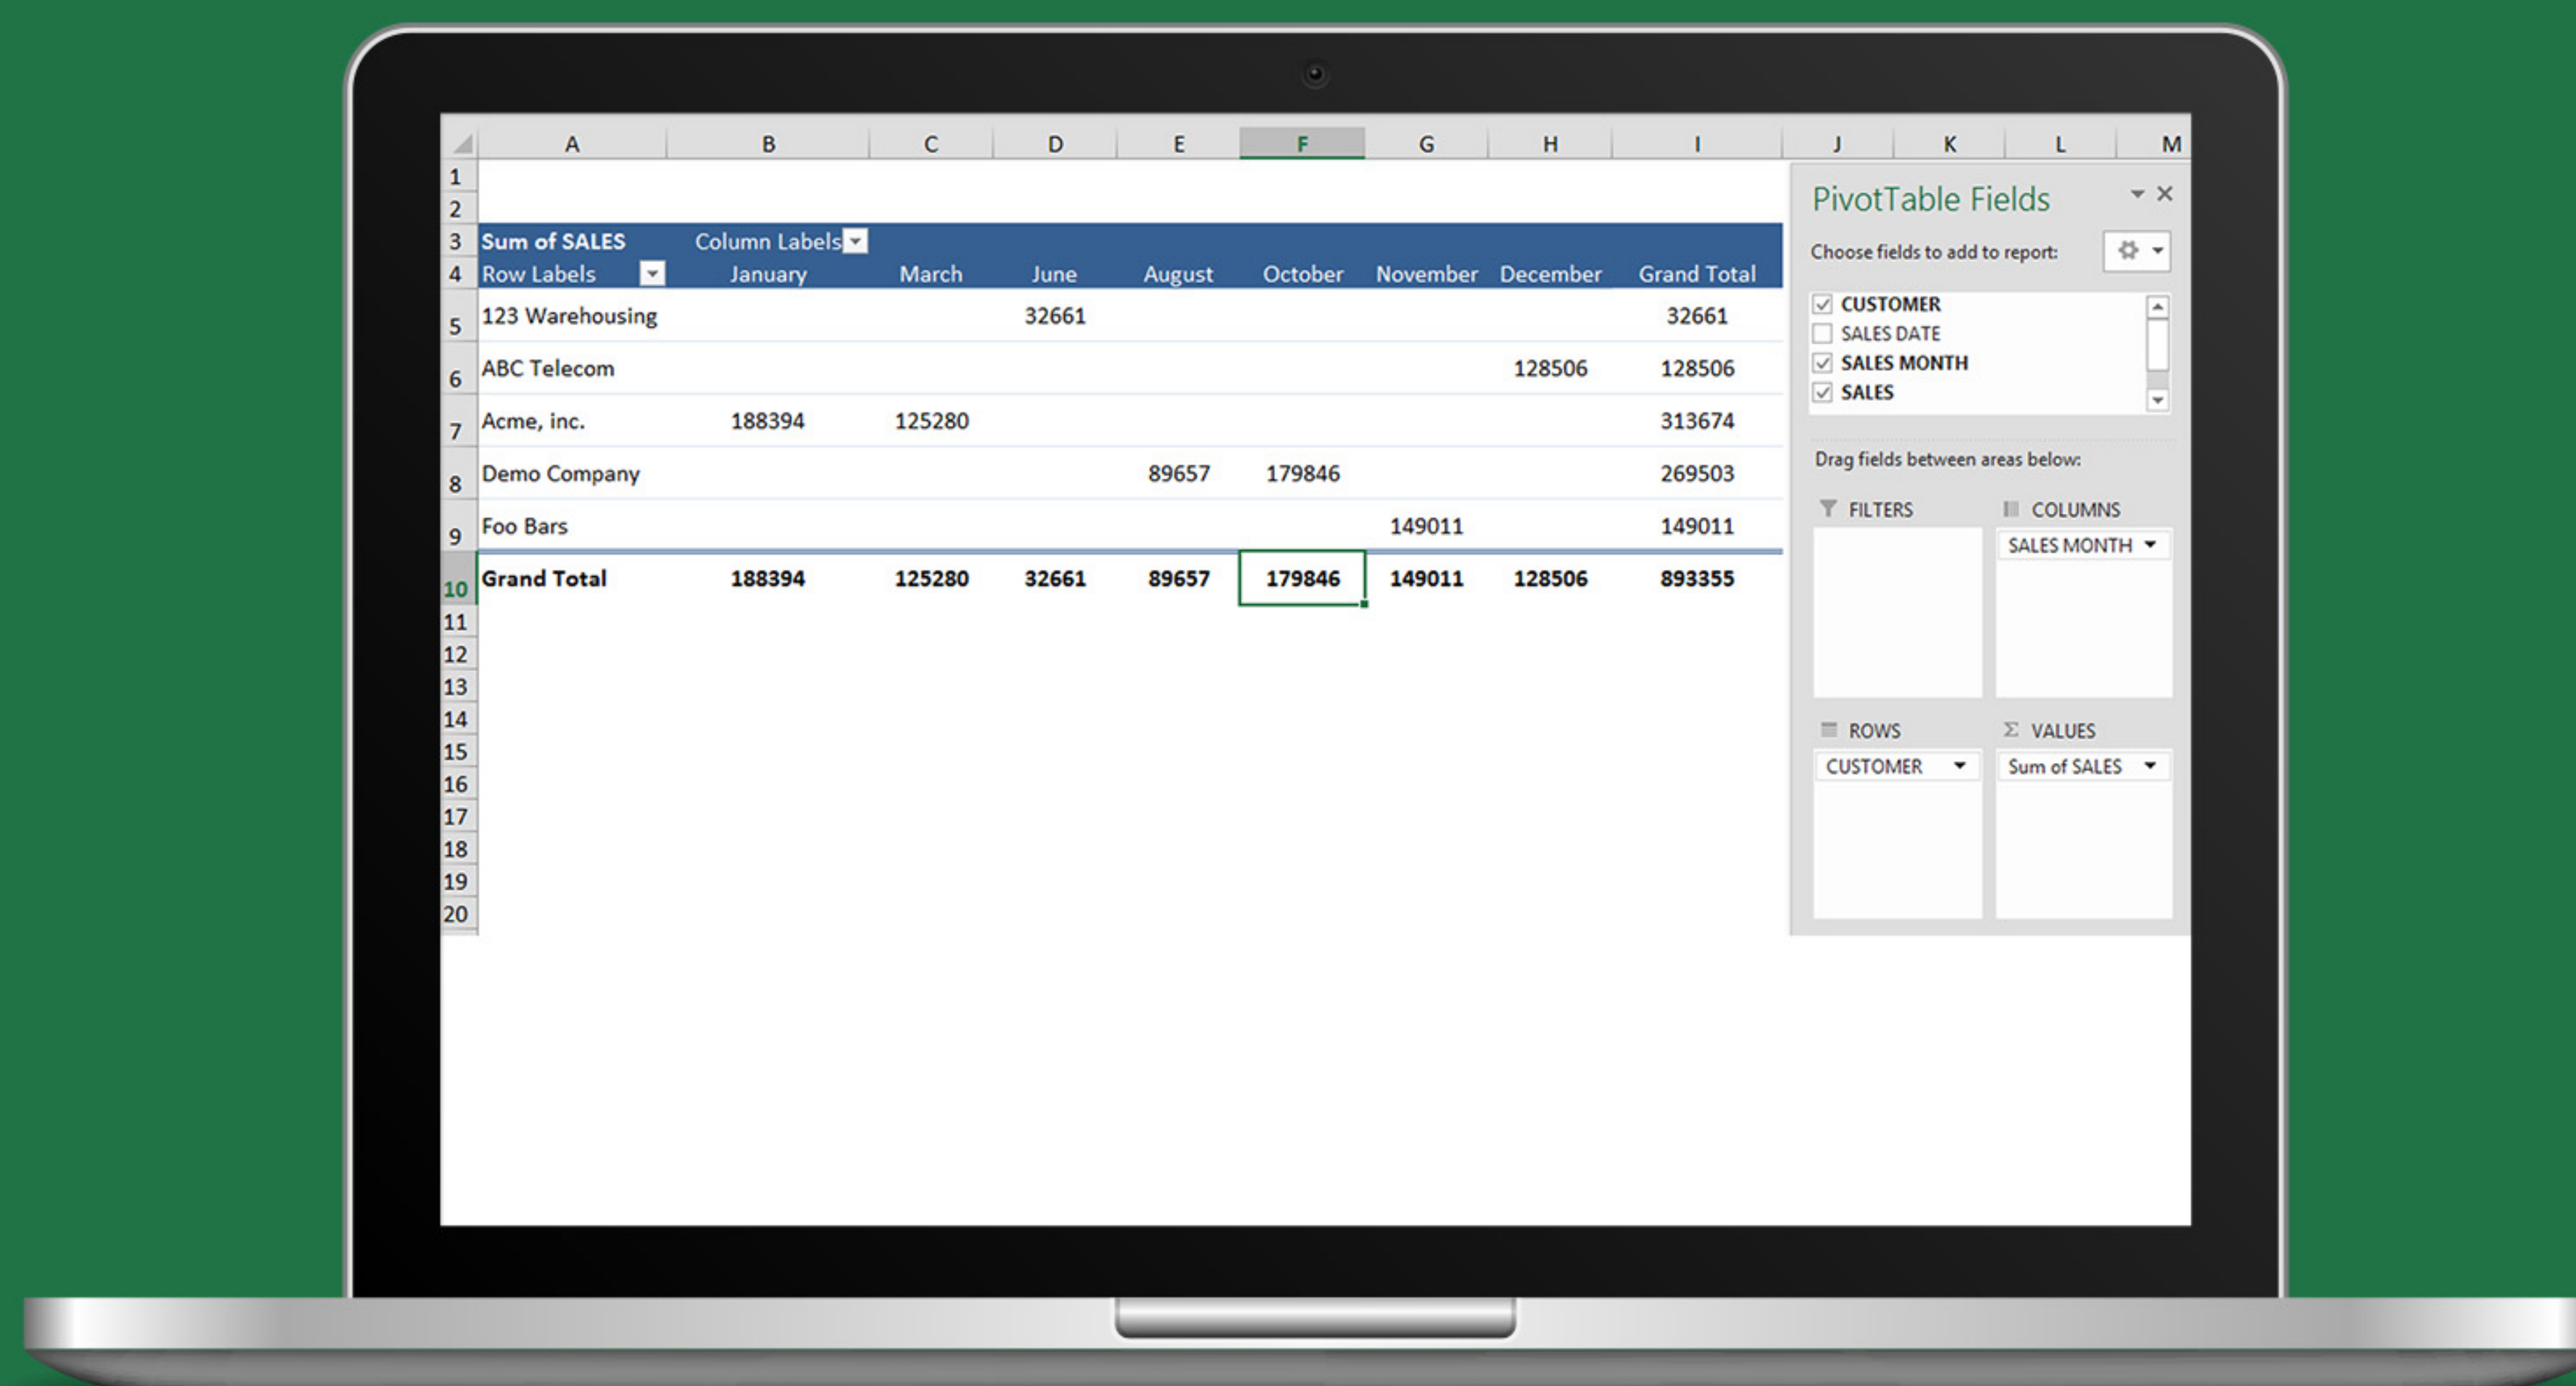 A B C D E F G H I J K L M
1
2
3 Sum of SALES Column Labels
4 Row Labels January March June August October November December Grand Total
5 123 Warehousing 32661 32661
6 ABC Telecom 128506 128506
7 Acme, inc. 188394 125280 313674
8 Demo Company 89657 179846 269503
9 Foo Bars 149011 149011
10 Grand Total 188394 125280 32661 89657 179846 149011 128506 893355
11
12
13
14
15
16
17
18
19
20
PivotTable Fields
Choose fields to add to report:
CUSTOMER
SALES DATE
SALES MONTH
SALES
Drag fields between areas below:
FILTERS COLUMNS
SALES MONTH
ROWS Σ VALUES
CUSTOMER Sum of SALES